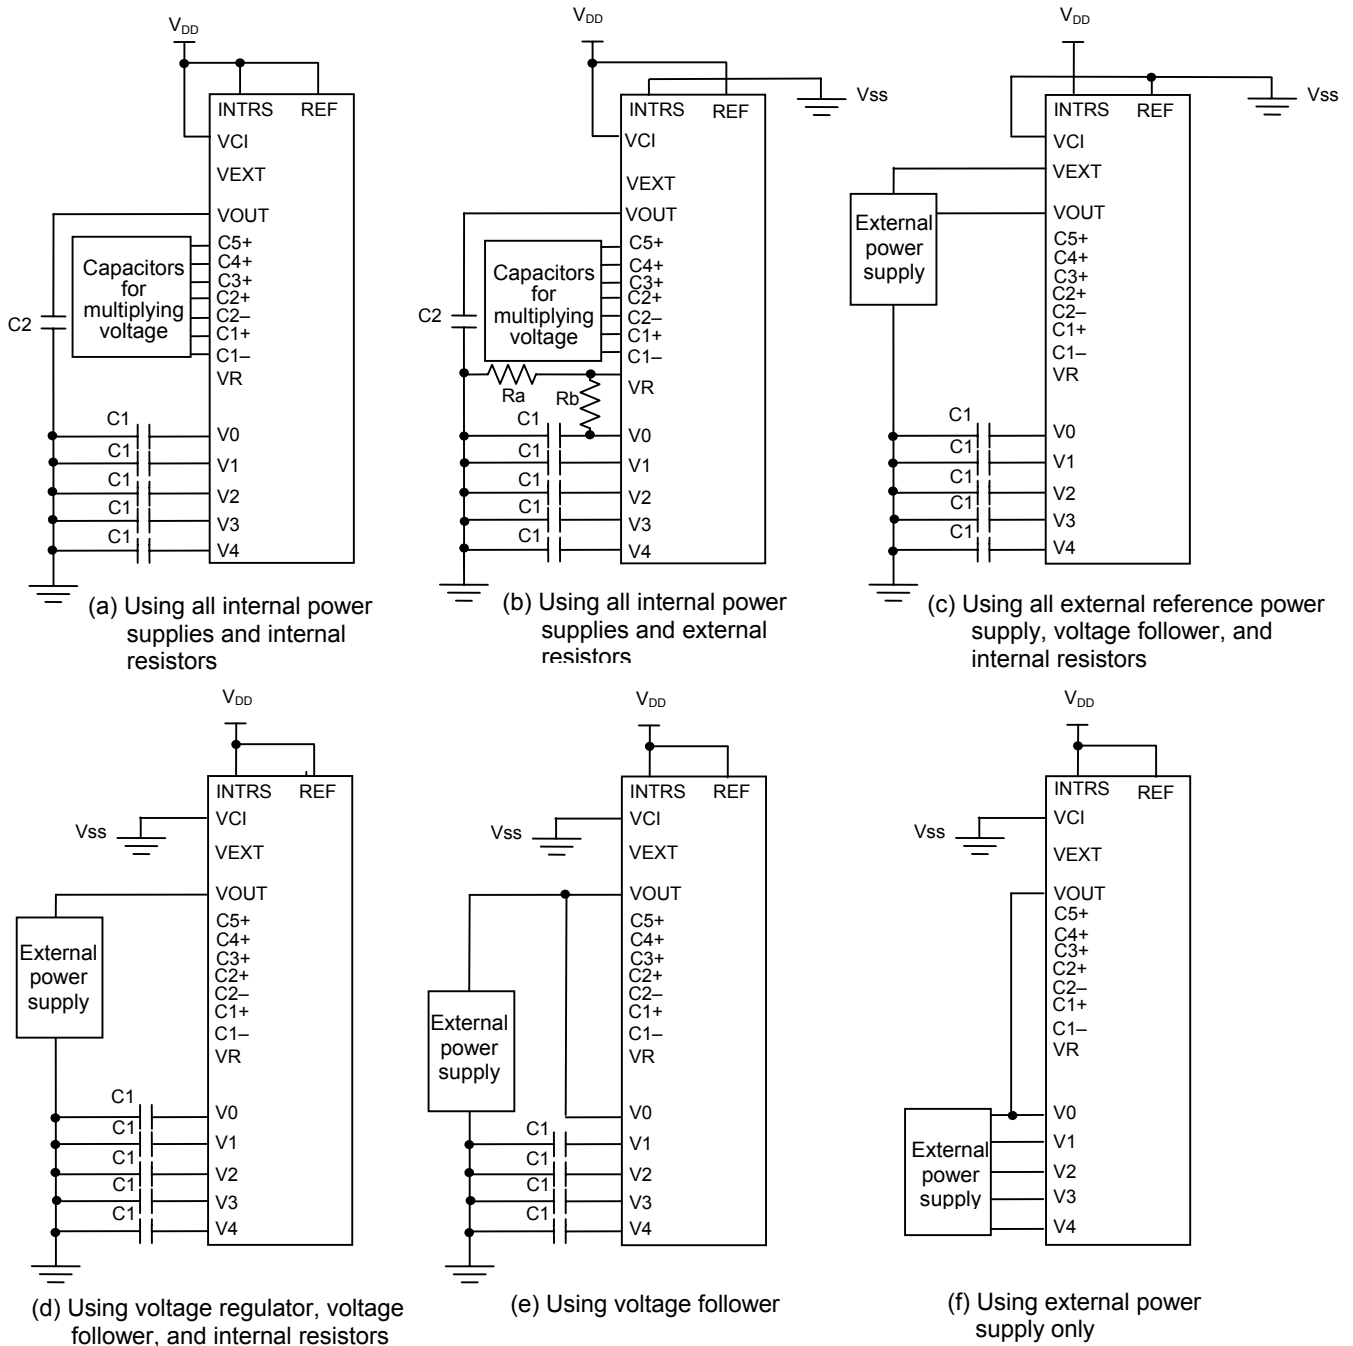 V_DD
INTRS REF
VCI
VEXT
VOUT
C5+
C4+
C3+
C2+
C2–
C1+
C1–
VR
V0
V1
V2
V3
V4
Capacitors
for
multiplying
voltage
C2
C1
C1
C1
C1
C1
(a) Using all internal power
supplies and internal
resistors
V_DD
Vss
INTRS REF
VCI
VEXT
VOUT
C5+
C4+
C3+
C2+
C2–
C1+
C1–
VR
V0
V1
V2
V3
V4
Capacitors
for
multiplying
voltage
C2
Ra
Rb
C1
C1
C1
C1
C1
(b) Using all internal power
supplies and external
resistors
V_DD
Vss
INTRS REF
VCI
VEXT
VOUT
C5+
C4+
C3+
C2+
C2–
C1+
C1–
VR
V0
V1
V2
V3
V4
External
power
supply
C1
C1
C1
C1
C1
(c) Using all external reference power
supply, voltage follower, and
internal resistors
V_DD
INTRS REF
VCI
Vss
VEXT
VOUT
C5+
C4+
C3+
C2+
C2–
C1+
C1–
VR
V0
V1
V2
V3
V4
External
power
supply
C1
C1
C1
C1
C1
(d) Using voltage regulator, voltage
follower, and internal resistors
V_DD
INTRS REF
VCI
Vss
VEXT
VOUT
C5+
C4+
C3+
C2+
C2–
C1+
C1–
VR
V0
V1
V2
V3
V4
External
power
supply
C1
C1
C1
C1
(e) Using voltage follower
V_DD
INTRS REF
VCI
Vss
VEXT
VOUT
C5+
C4+
C3+
C2+
C2–
C1+
C1–
VR
V0
V1
V2
V3
V4
External
power
supply
(f) Using external power
supply only